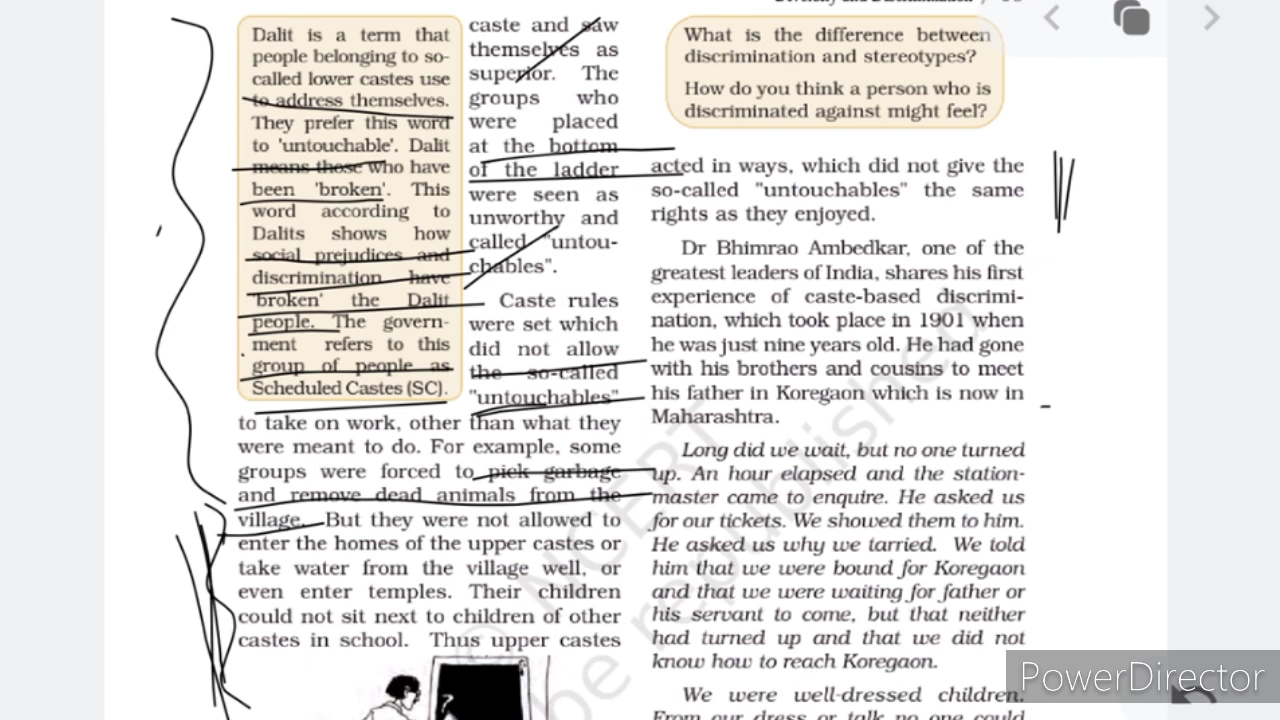 Dalit is a term that
people belonging to so-
called lower castes use
to address themselves.
They prefer this word
to 'untouchable'. Dalit
means those who have
been 'broken'. This
word according to
Dalits shows how
social prejudices and
discrimination have
'broken' the Dalit
people. The govern-
ment refers to this
group of people as
Scheduled Castes (SC).
caste and saw
themselves as
superior. The
groups who
were placed
at the bottom
of the ladder
were seen as
unworthy and
called "untou-
chables".
Caste rules
were set which
did not allow
the so-called
"untouchables"
to take on work, other than what they
were meant to do. For example, some
groups were forced to pick garbage
and remove dead animals from the
village. But they were not allowed to
enter the homes of the upper castes or
take water from the village well, or
even enter temples. Their children
could not sit next to children of other
castes in school. Thus upper castes
What is the difference between
discrimination and stereotypes?
How do you think a person who is
discriminated against might feel?
acted in ways, which did not give the
so-called "untouchables" the same
rights as they enjoyed.
Dr Bhimrao Ambedkar, one of the
greatest leaders of India, shares his first
experience of caste-based discrimi-
nation, which took place in 1901 when
he was just nine years old. He had gone
with his brothers and cousins to meet
his father in Koregaon which is now in
Maharashtra.
Long did we wait, but no one turned
up. An hour elapsed and the station-
master came to enquire. He asked us
for our tickets. We showed them to him.
He asked us why we tarried. We told
him that we were bound for Koregaon
and that we were waiting for father or
his servant to come, but that neither
had turned up and that we did not
know how to reach Koregaon.
We were well-dressed children.
From our dress or talk no one could
© NCERT
be republished
PowerDirector